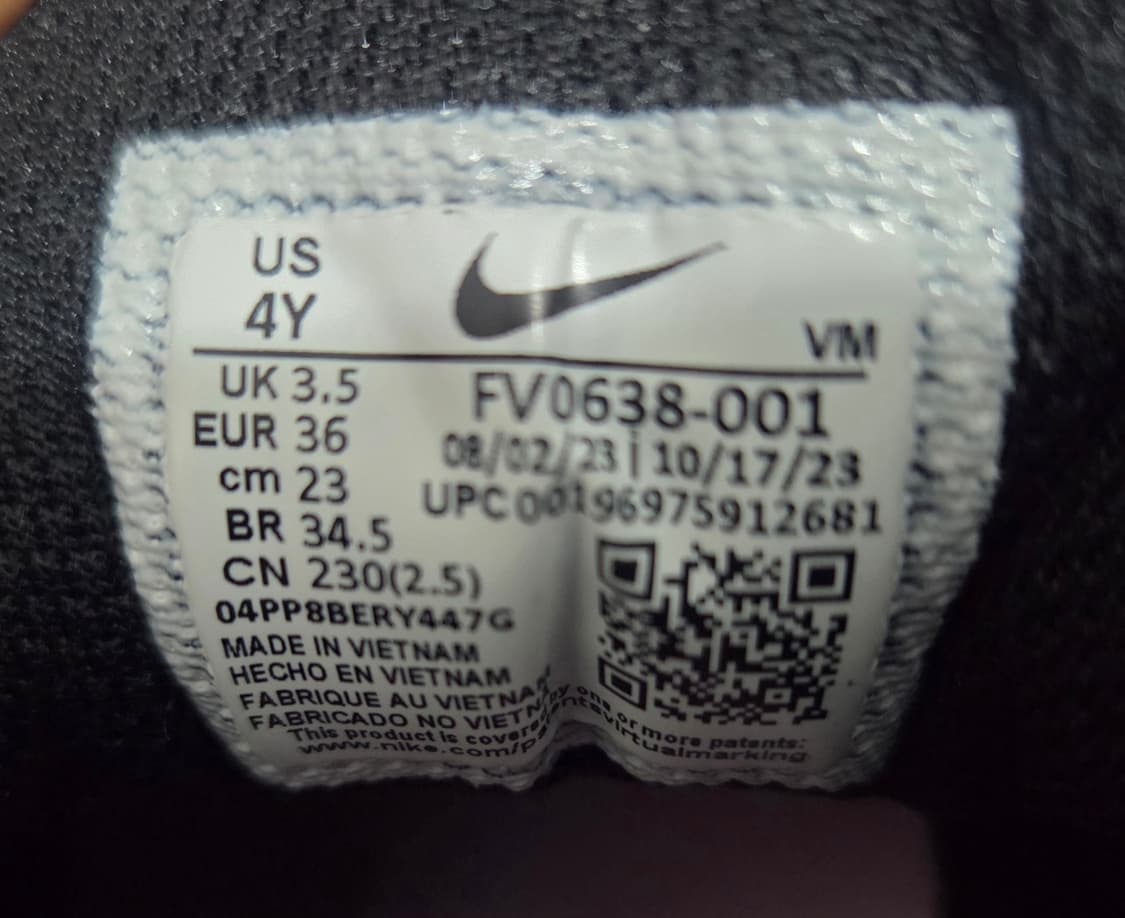 US
4Y
VM
UK 3.5
EUR 36
cm 23
BR 34.5
CN 230(2.5)
FV0638-001
08/02/23 | 10/17/23
UPC 00196975912681
04PP8BERY447G
MADE IN VIETNAM
HECHO EN VIETNAM
FABRIQUE AU VIETNAM
FABRICADO NO VIETN
This product is covered by one or more patents:
www.nike.com/patentsvirtualmarking